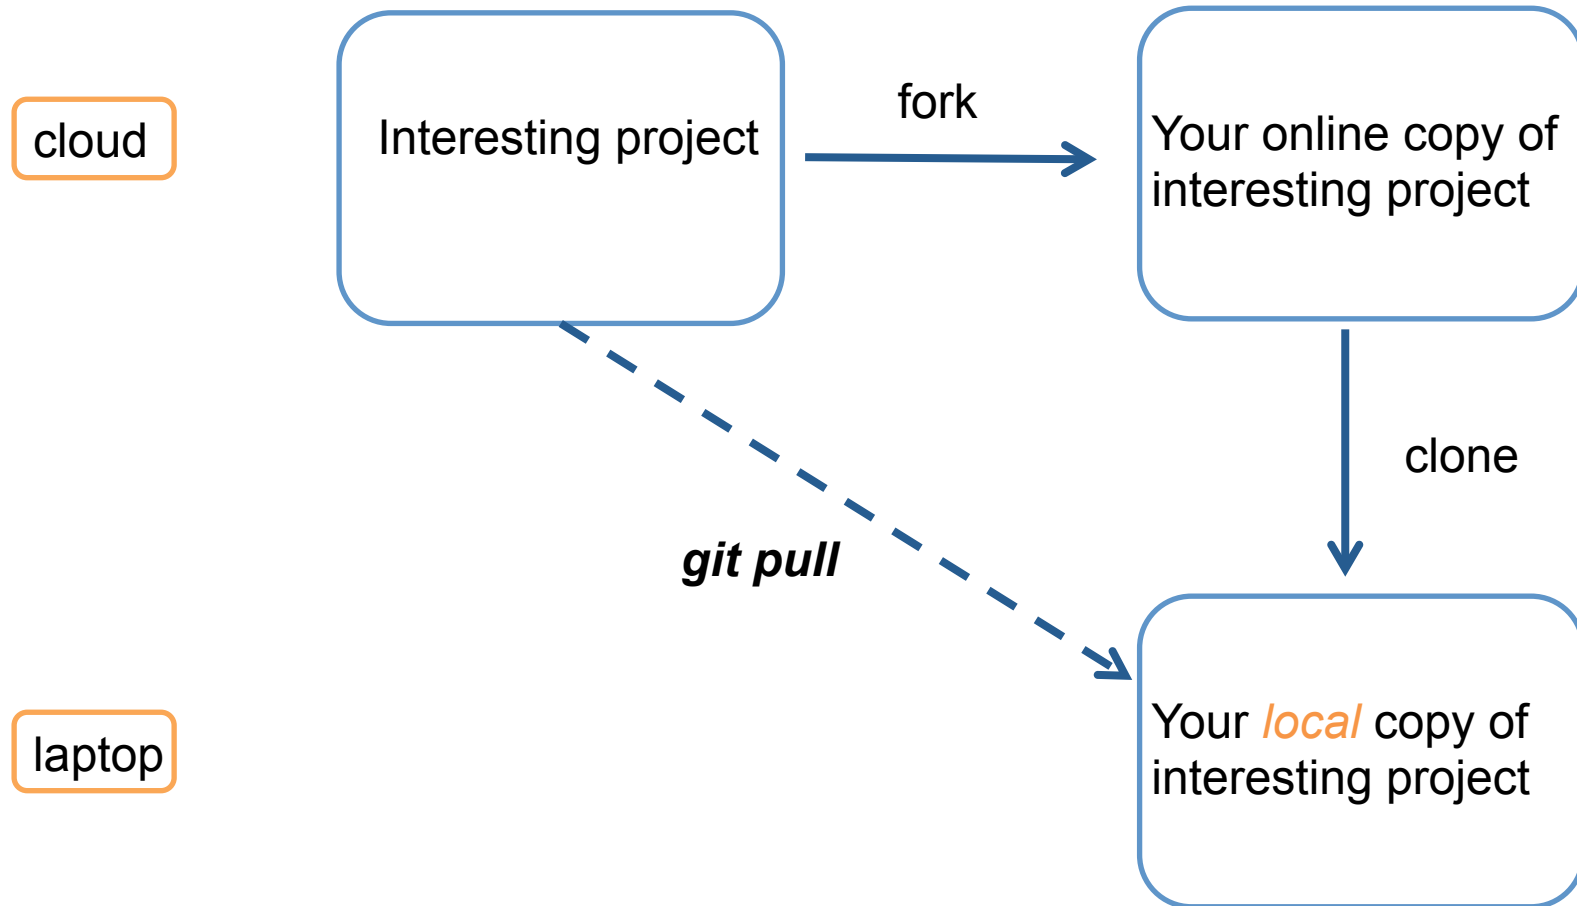 cloud
Interesting project
fork
Your online copy of
interesting project
clone
git pull
laptop
Your local copy of
interesting project